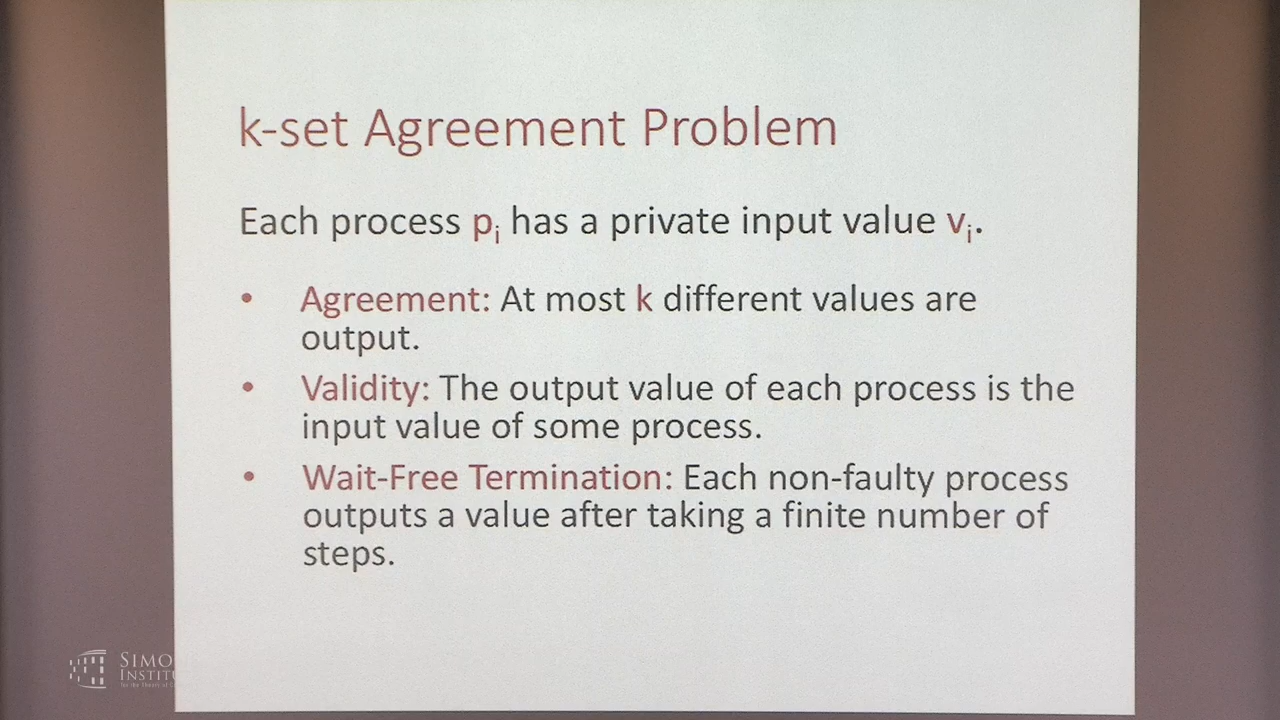 k-set Agreement Problem
Each process pᵢ has a private input value vᵢ.
• Agreement: At most k different values are
output.
• Validity: The output value of each process is the
input value of some process.
• Wait-Free Termination: Each non-faulty process
outputs a value after taking a finite number of
steps.